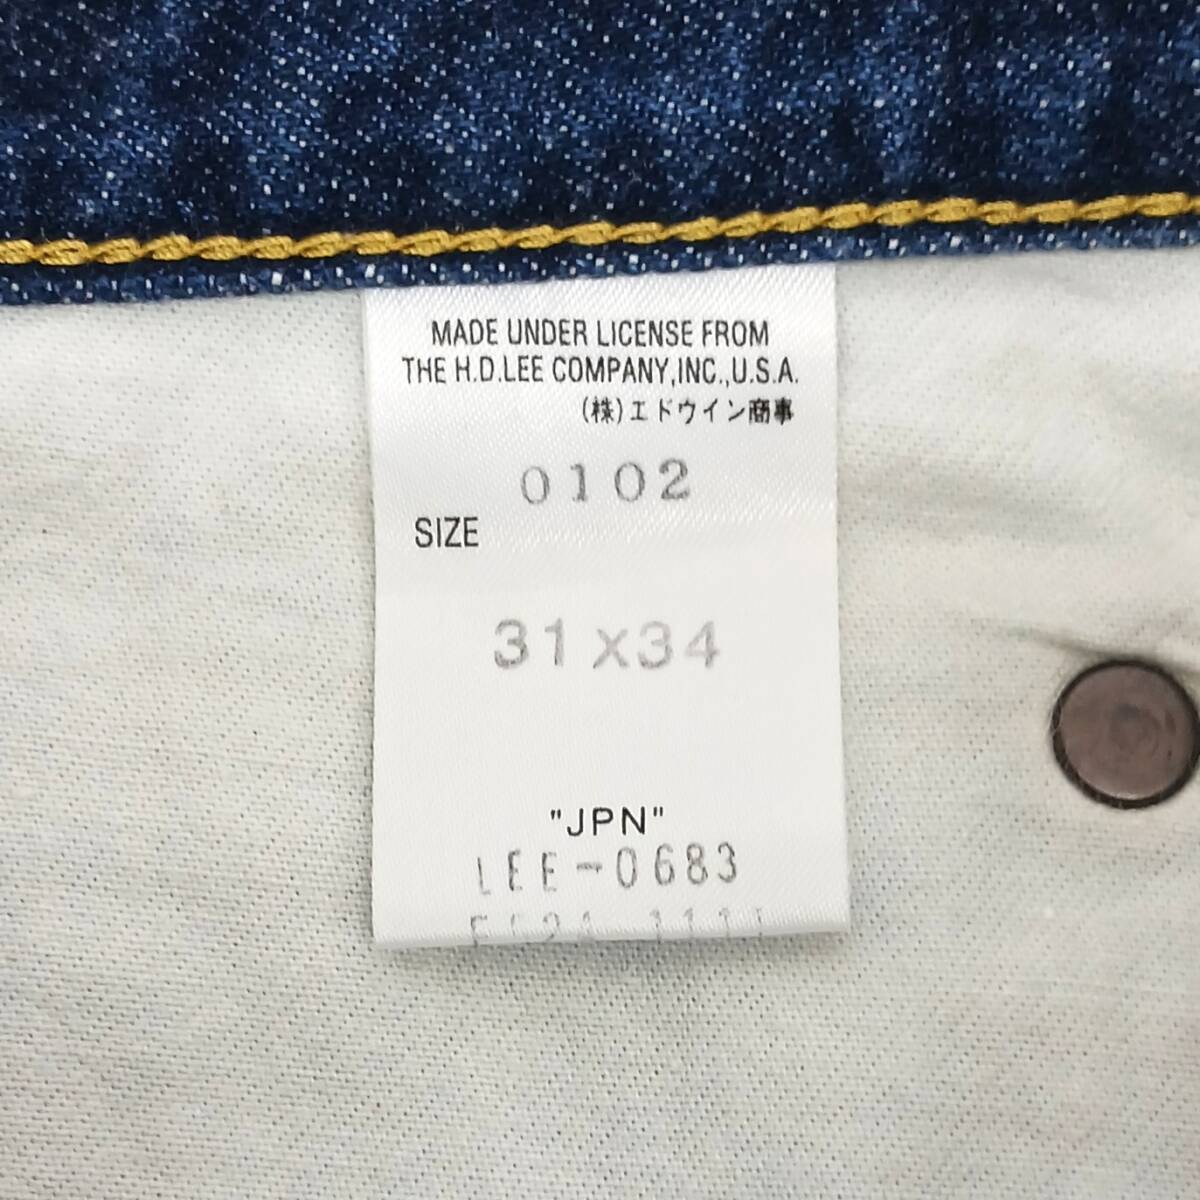 MADE UNDER LICENSE FROM
THE H.D.LEE COMPANY,INC.,U.S.A.
(株)エドウイン商事
0102
SIZE
31x34
"JPN"
LEE-0683